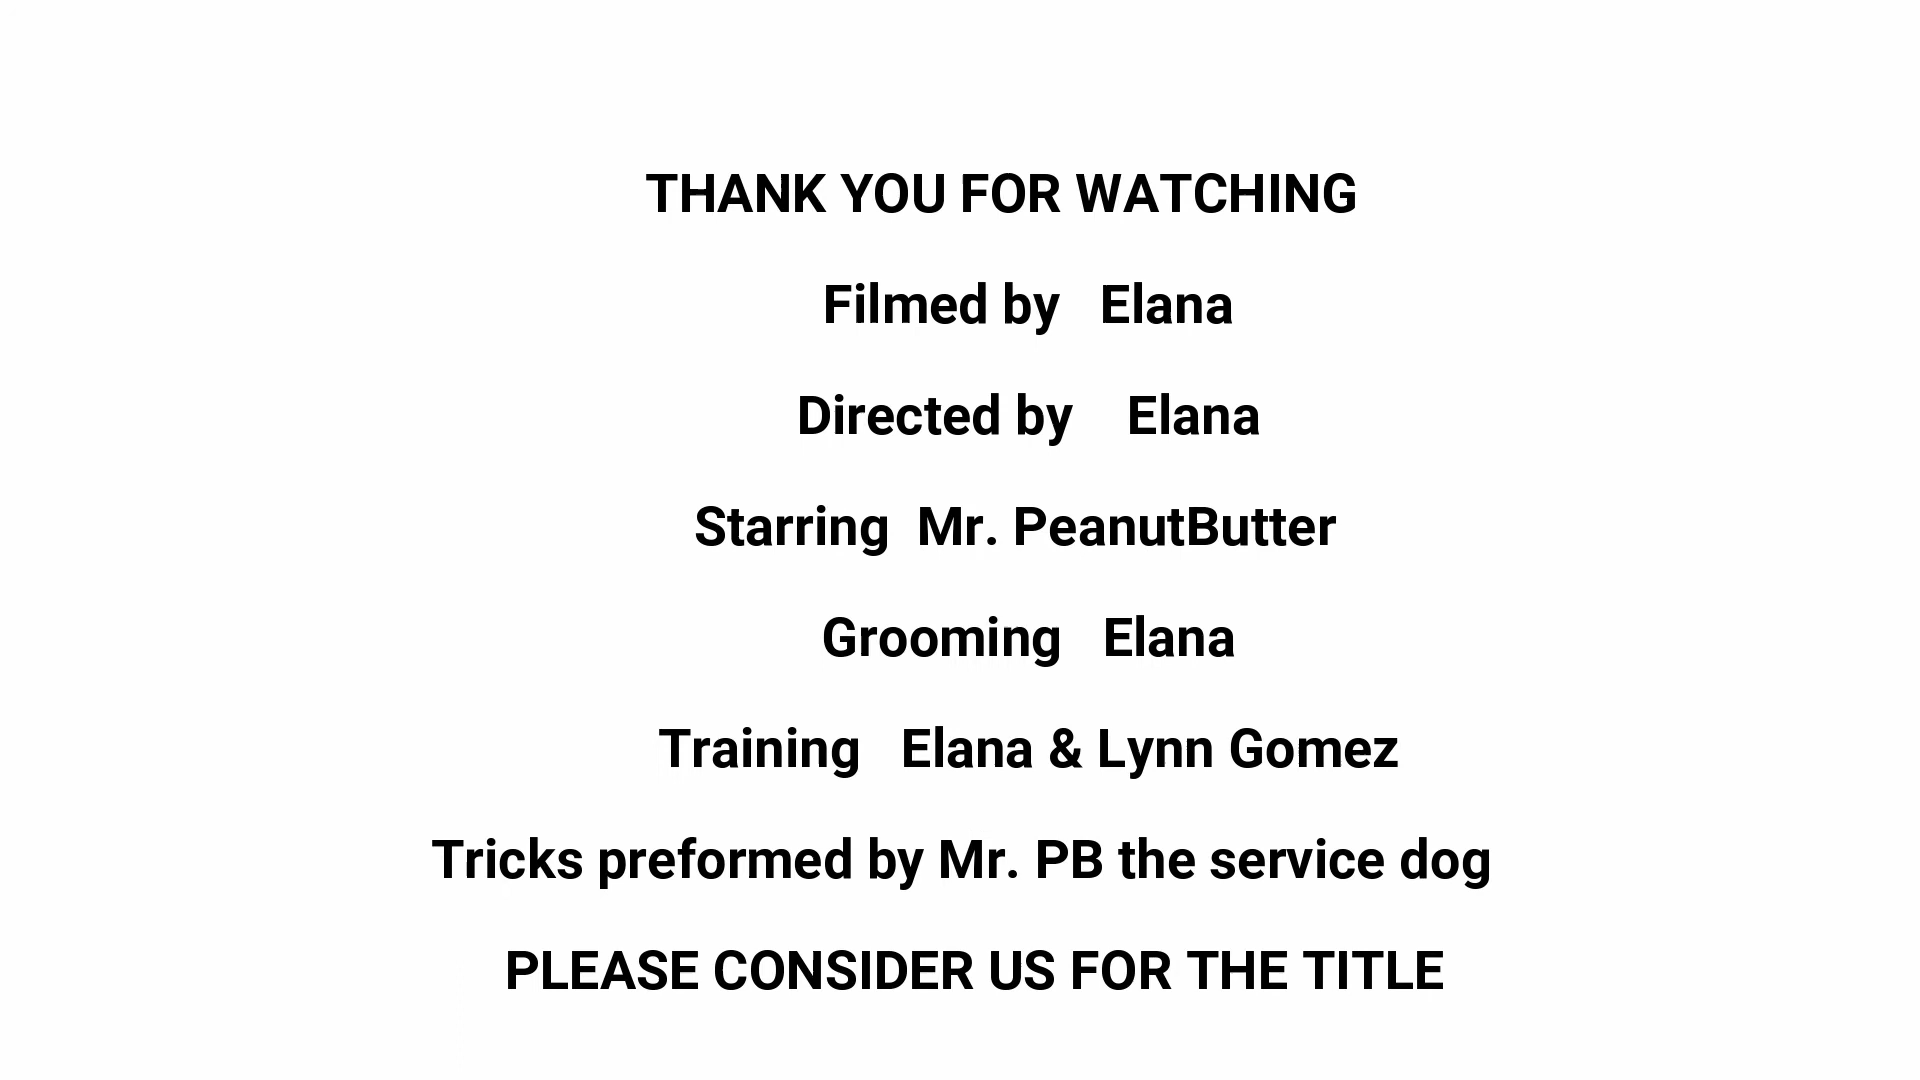 THANK YOU FOR WATCHING
Filmed by Elana
Directed by Elana
Starring Mr. PeanutButter
Grooming Elana
Training Elana & Lynn Gomez
Tricks preformed by Mr. PB the service dog
PLEASE CONSIDER US FOR THE TITLE